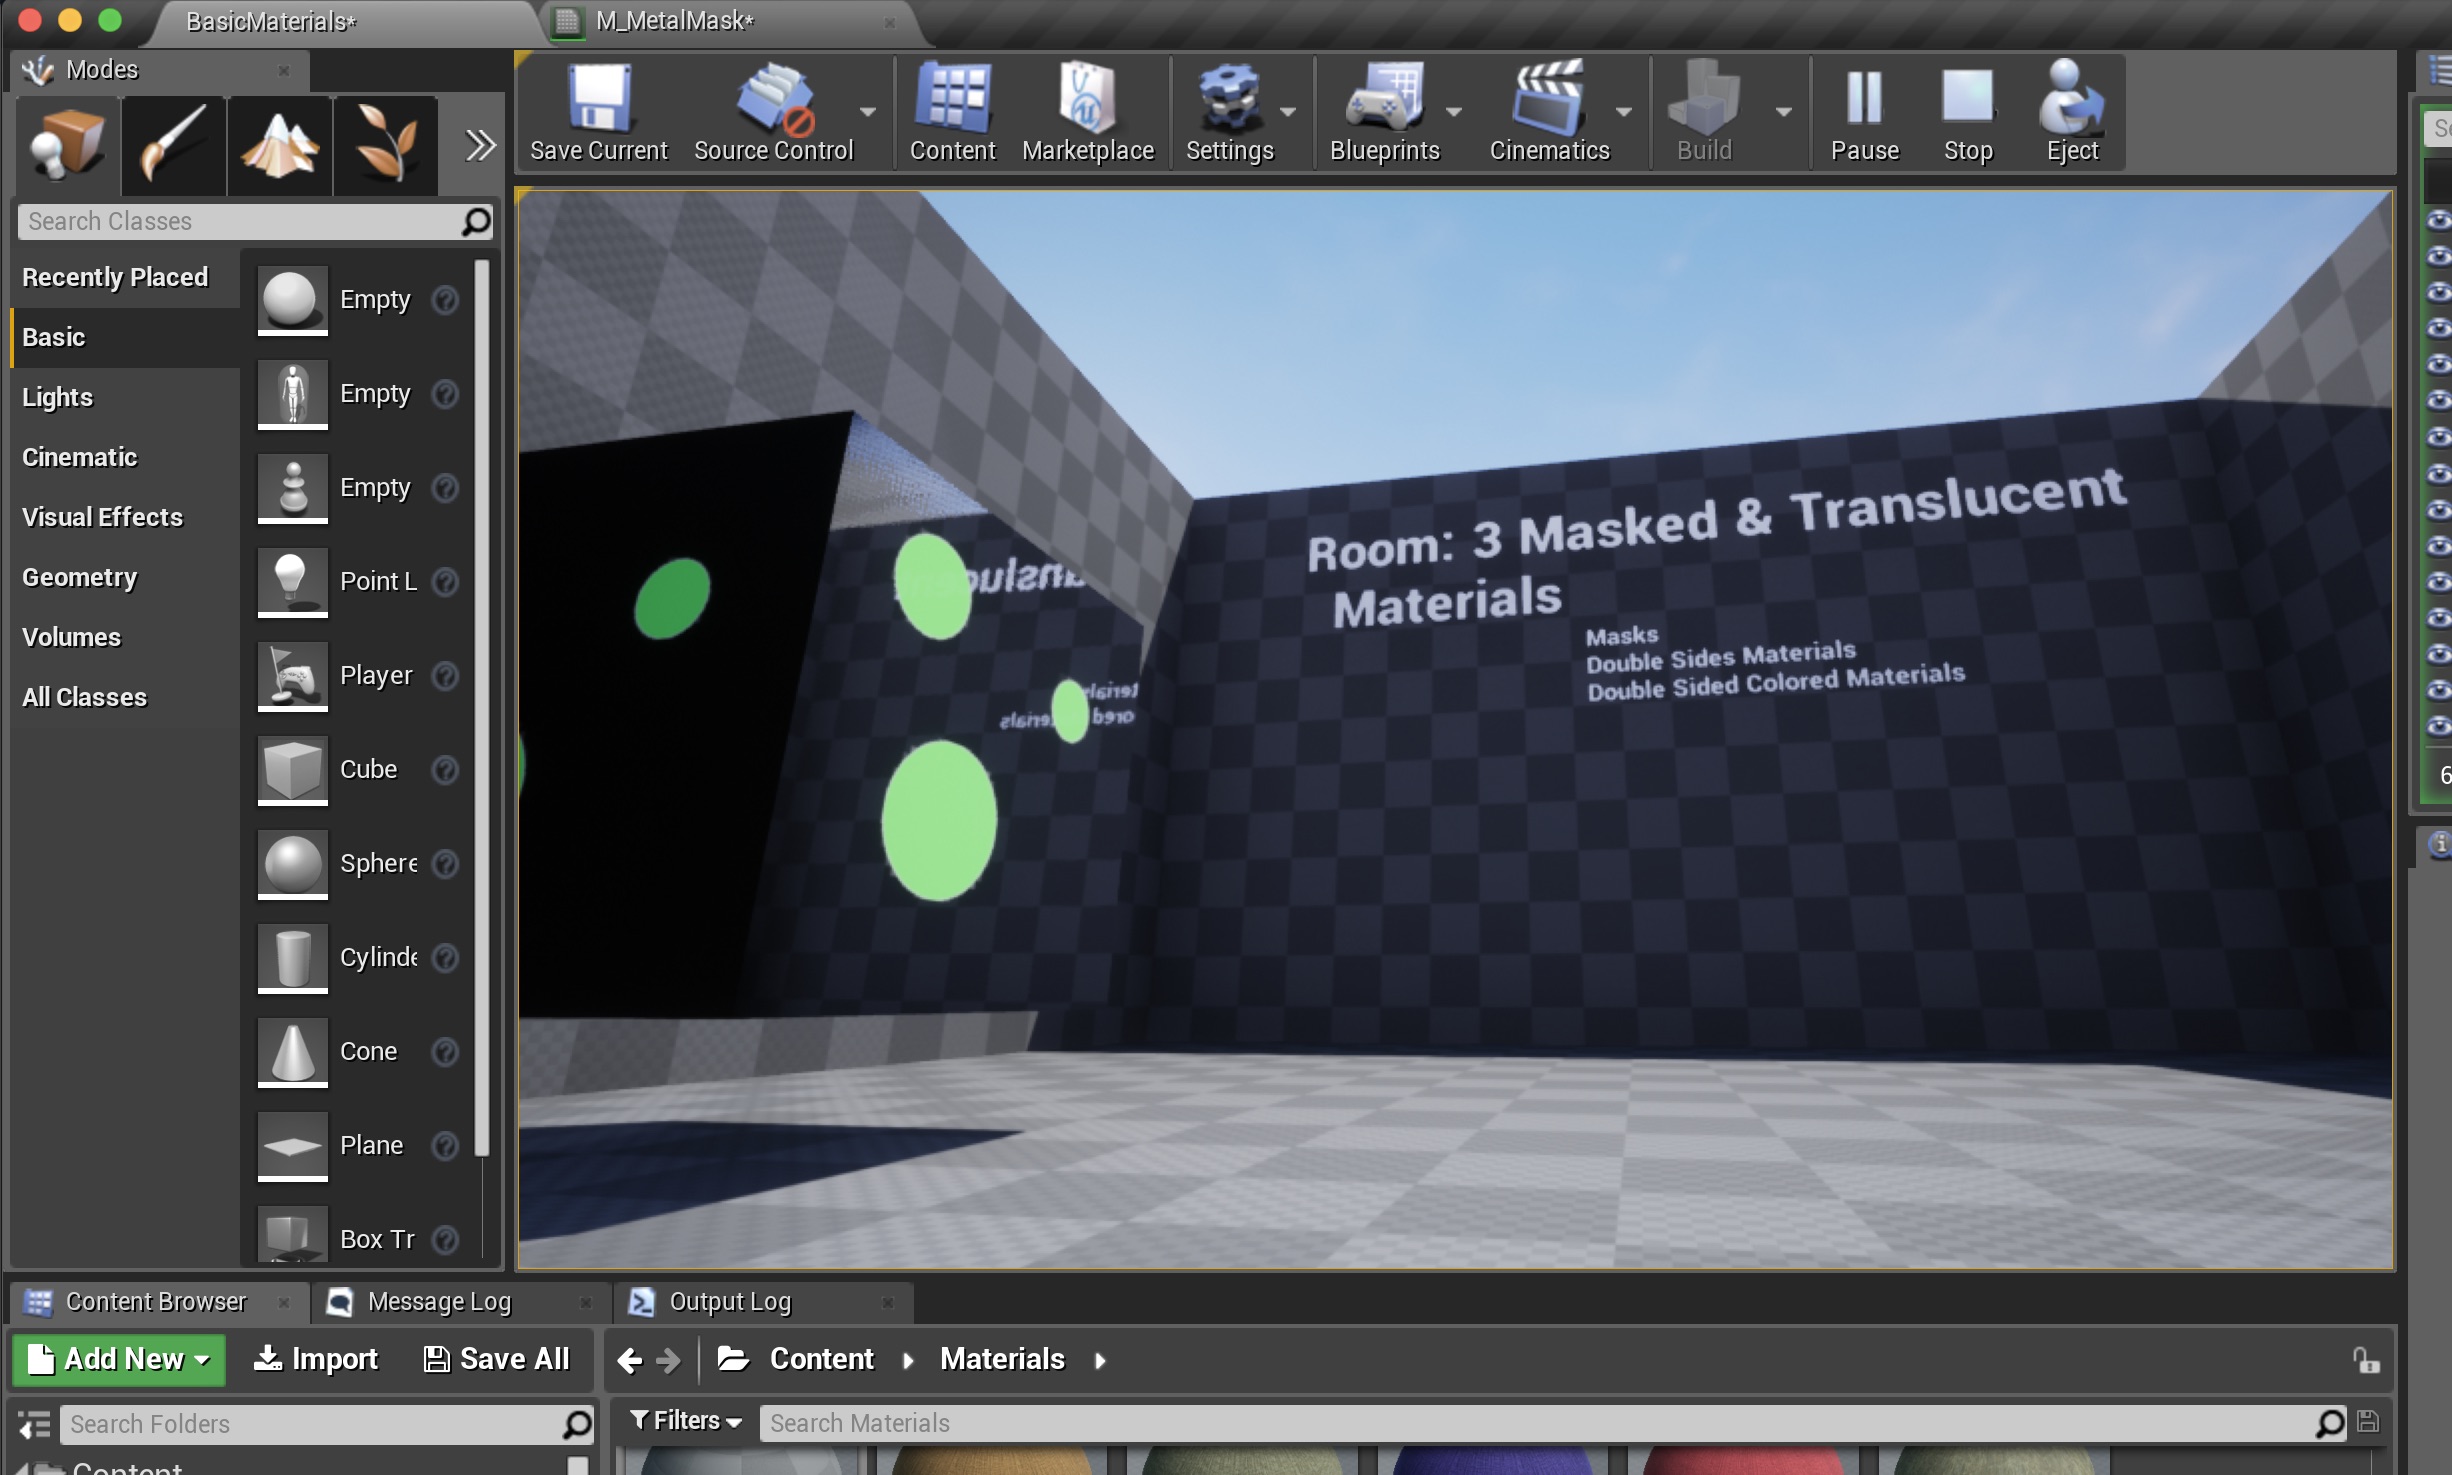 BasicMaterials*
M_MetalMask*
Modes
Save Current
Source Control
Content
Marketplace
Settings
Blueprints
Cinematics
Build
Pause
Stop
Eject
Search Classes
Recently Placed
Basic
Lights
Cinematic
Visual Effects
Geometry
Volumes
All Classes
Empty
Empty
Empty
Point L
Player
Cube
Sphere
Cylinde
Cone
Plane
Box Tr
Room: 3 Masked & Translucent
Materials
Masks
Double Sides Materials
Double Sided Colored Materials
Content Browser
Message Log
Output Log
Add New
Import
Save All
Content
Materials
Search Folders
Filters
Search Materials
Content